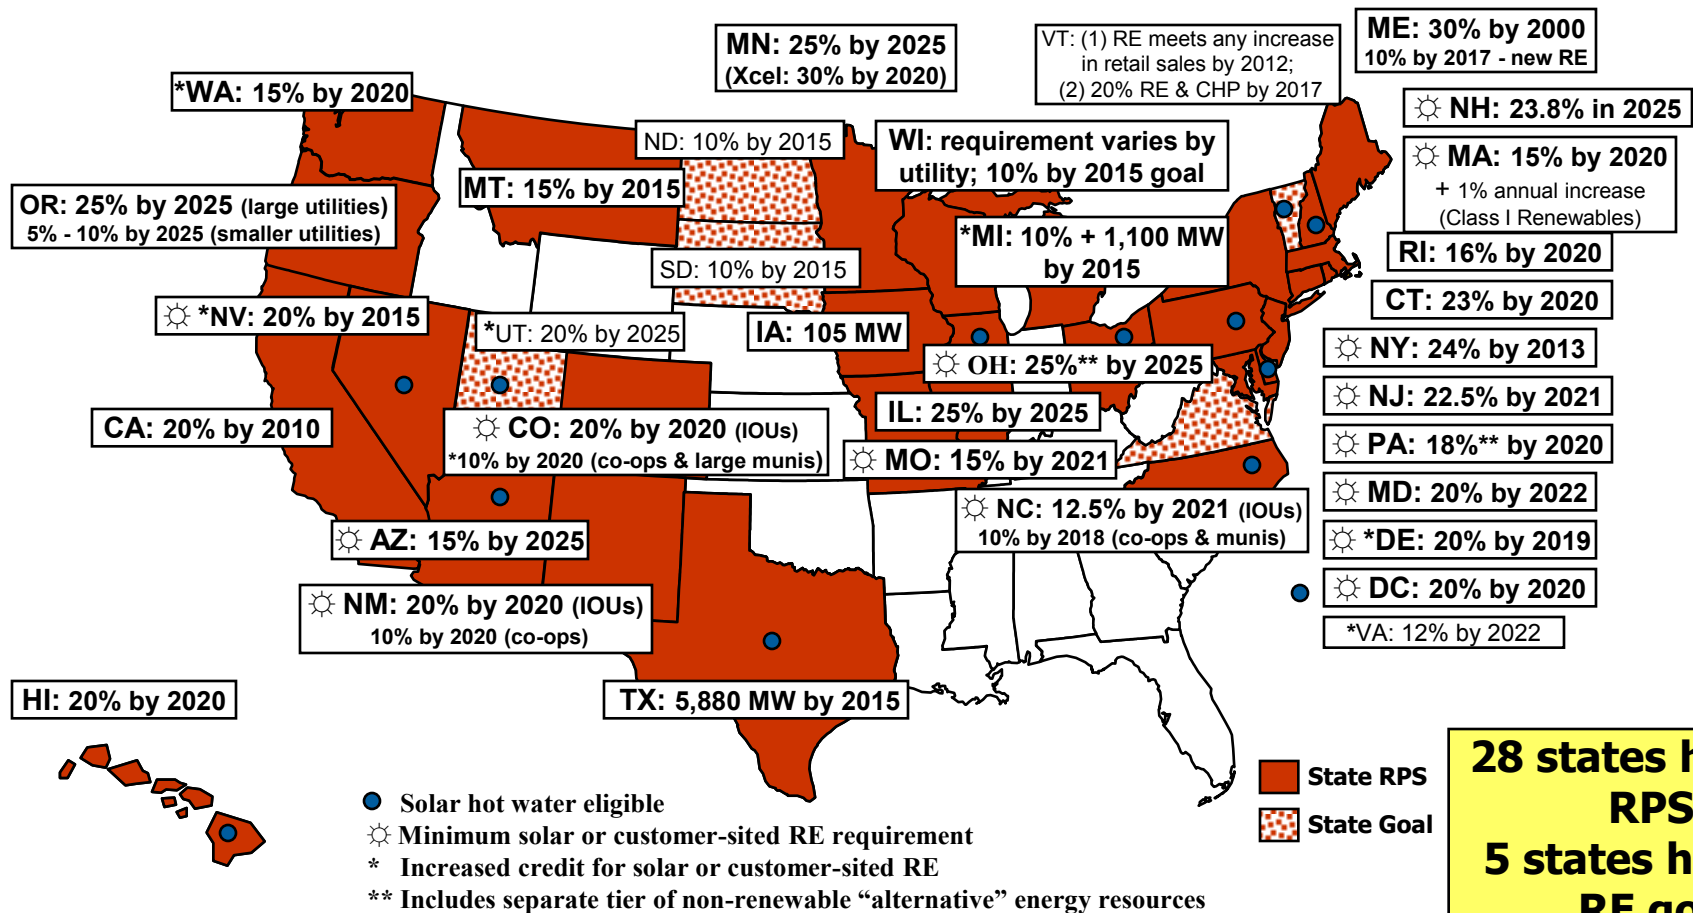 MN: 25% by 2025
(Xcel: 30% by 2020)
VT: (1) RE meets any increase
in retail sales by 2012;
(2) 20% RE & CHP by 2017
ME: 30% by 2000
10% by 2017 - new RE
*WA: 15% by 2020
☼ NH: 23.8% in 2025
ND: 10% by 2015
WI: requirement varies by
utility; 10% by 2015 goal
☼ MA: 15% by 2020
+ 1% annual increase
(Class I Renewables)
MT: 15% by 2015
OR: 25% by 2025 (large utilities)
5% - 10% by 2025 (smaller utilities)
*MI: 10% + 1,100 MW
by 2015
RI: 16% by 2020
SD: 10% by 2015
CT: 23% by 2020
☼ *NV: 20% by 2015
*UT: 20% by 2025
IA: 105 MW
☼ NY: 24% by 2013
☼ OH: 25%** by 2025
☼ NJ: 22.5% by 2021
CA: 20% by 2010
☼ CO: 20% by 2020 (IOUs)
*10% by 2020 (co-ops & large munis)
IL: 25% by 2025
☼ PA: 18%** by 2020
☼ MO: 15% by 2021
☼ MD: 20% by 2022
☼ NC: 12.5% by 2021 (IOUs)
10% by 2018 (co-ops & munis)
☼ AZ: 15% by 2025
☼ *DE: 20% by 2019
☼ NM: 20% by 2020 (IOUs)
10% by 2020 (co-ops)
☼ DC: 20% by 2020
*VA: 12% by 2022
HI: 20% by 2020
TX: 5,880 MW by 2015
State RPS
State Goal
28 states h
RPS
5 states h
RE go
Solar hot water eligible
☼ Minimum solar or customer-sited RE requirement
* Increased credit for solar or customer-sited RE
** Includes separate tier of non-renewable “alternative” energy resources